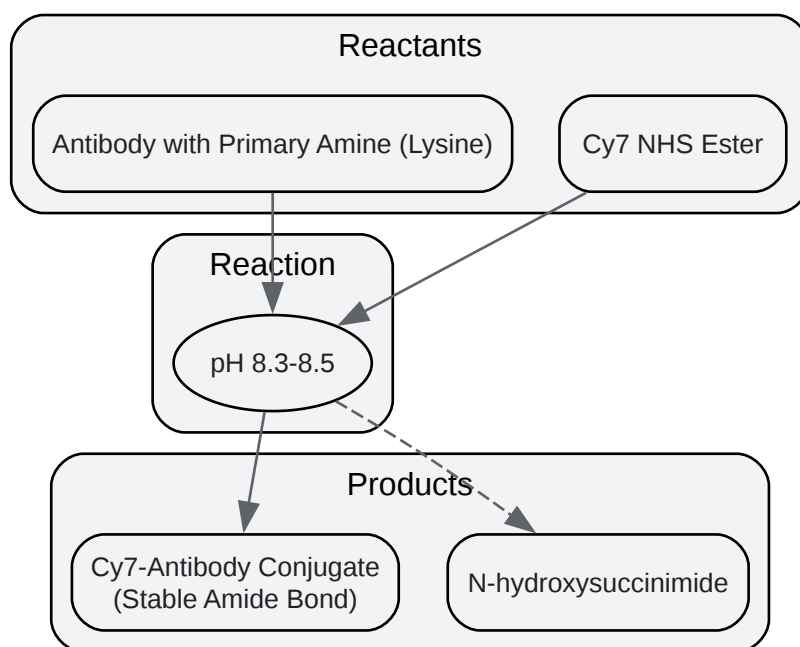 Reactants
Antibody with Primary Amine (Lysine)
Cy7 NHS Ester
Reaction
pH 8.3-8.5
Products
Cy7-Antibody Conjugate
(Stable Amide Bond)
N-hydroxysuccinimide